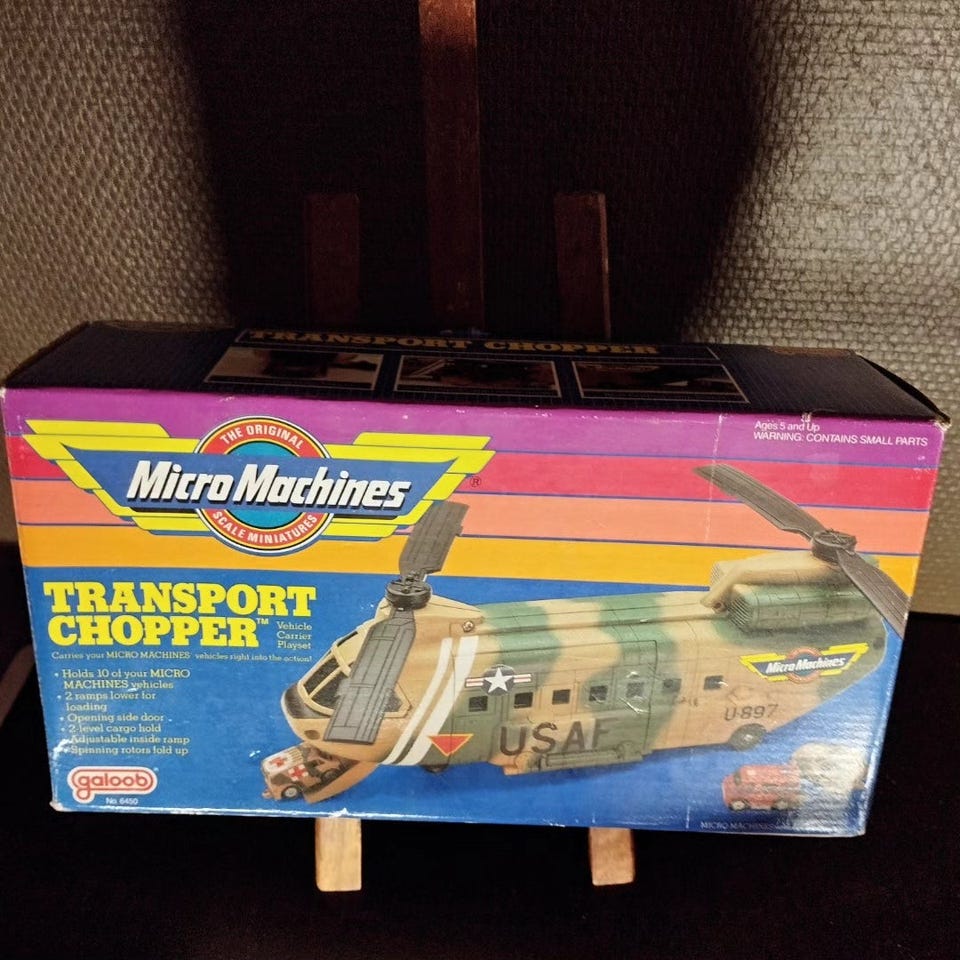 TRANSPORT CHOPPER
Ages 5 and Up
WARNING: CONTAINS SMALL PARTS
THE ORIGINAL
Micro Machines ®
SCALE MINIATURES
TRANSPORT
CHOPPER™
Vehicle
Carrier
Playset
Carries your MICRO MACHINES vehicles right into the action!
• Holds 10 of your MICRO
MACHINES vehicles
• 2 ramps lower for
loading
• Opening side door
• 2-level cargo hold
• Adjustable inside ramp
• Spinning rotors fold up
galoob®
No. 6450
Micro Machines
U-897
USAF
MICRO MACHINES